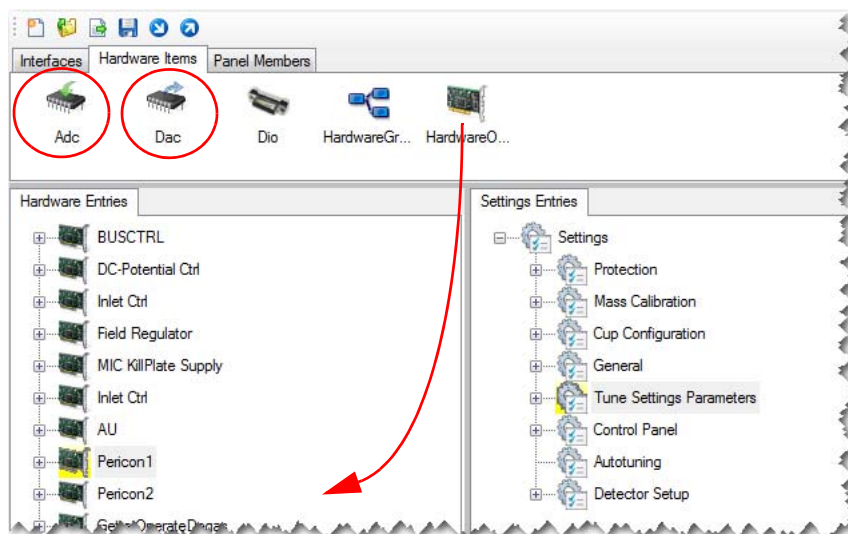 Interfaces Hardware Items Panel Members
Adc Dac Dio HardwareGr... HardwareO...
Hardware Entries
BUSCTRL
DC-Potential Ctrl
Inlet Ctrl
Field Regulator
MIC KillPlate Supply
Inlet Ctrl
AU
Pericon1
Pericon2
Settings Entries
Settings
Protection
Mass Calibration
Cup Configuration
General
Tune Settings Parameters
Control Panel
Autotuning
Detector Setup